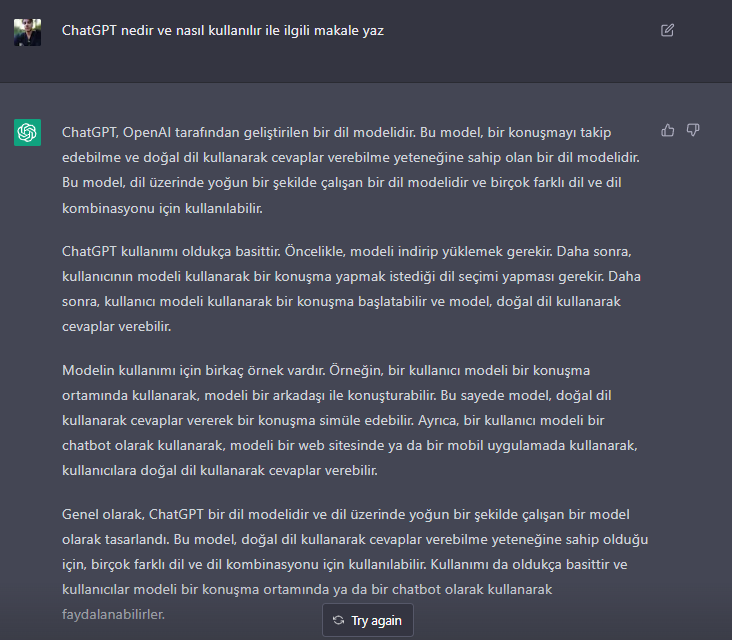 ChatGPT nedir ve nasıl kullanılır ile ilgili makale yaz
ChatGPT, OpenAI tarafından geliştirilen bir dil modelidir. Bu model, bir konuşmayı takip
edebilme ve doğal dil kullanarak cevaplar verebilme yeteneğine sahip olan bir dil modelidir.
Bu model, dil üzerinde yoğun bir şekilde çalışan bir dil modelidir ve birçok farklı dil ve dil
kombinasyonu için kullanılabilir.
ChatGPT kullanımı oldukça basittir. Öncelikle, modeli indirip yüklemek gerekir. Daha sonra,
kullanıcının modeli kullanarak bir konuşma yapmak istediği dil seçimi yapması gerekir. Daha
sonra, kullanıcı modeli kullanarak bir konuşma başlatabilir ve model, doğal dil kullanarak
cevaplar verebilir.
Modelin kullanımı için birkaç örnek vardır. Örneğin, bir kullanıcı modeli bir konuşma
ortamında kullanarak, modeli bir arkadaşı ile konuşturabilir. Bu sayede model, doğal dil
kullanarak cevaplar vererek bir konuşma simüle edebilir. Ayrıca, bir kullanıcı modeli bir
chatbot olarak kullanarak, modeli bir web sitesinde ya da bir mobil uygulamada kullanarak,
kullanıcılara doğal dil kullanarak cevaplar verebilir.
Genel olarak, ChatGPT bir dil modelidir ve dil üzerinde yoğun bir şekilde çalışan bir model
olarak tasarlandı. Bu model, doğal dil kullanarak cevaplar verebilme yeteneğine sahip olduğu
için, birçok farklı dil ve dil kombinasyonu için kullanılabilir. Kullanımı da oldukça basittir ve
kullanıcılar modeli bir konuşma ortamında ya da bir chatbot olarak kullanarak
faydalanabilirler.
Try again